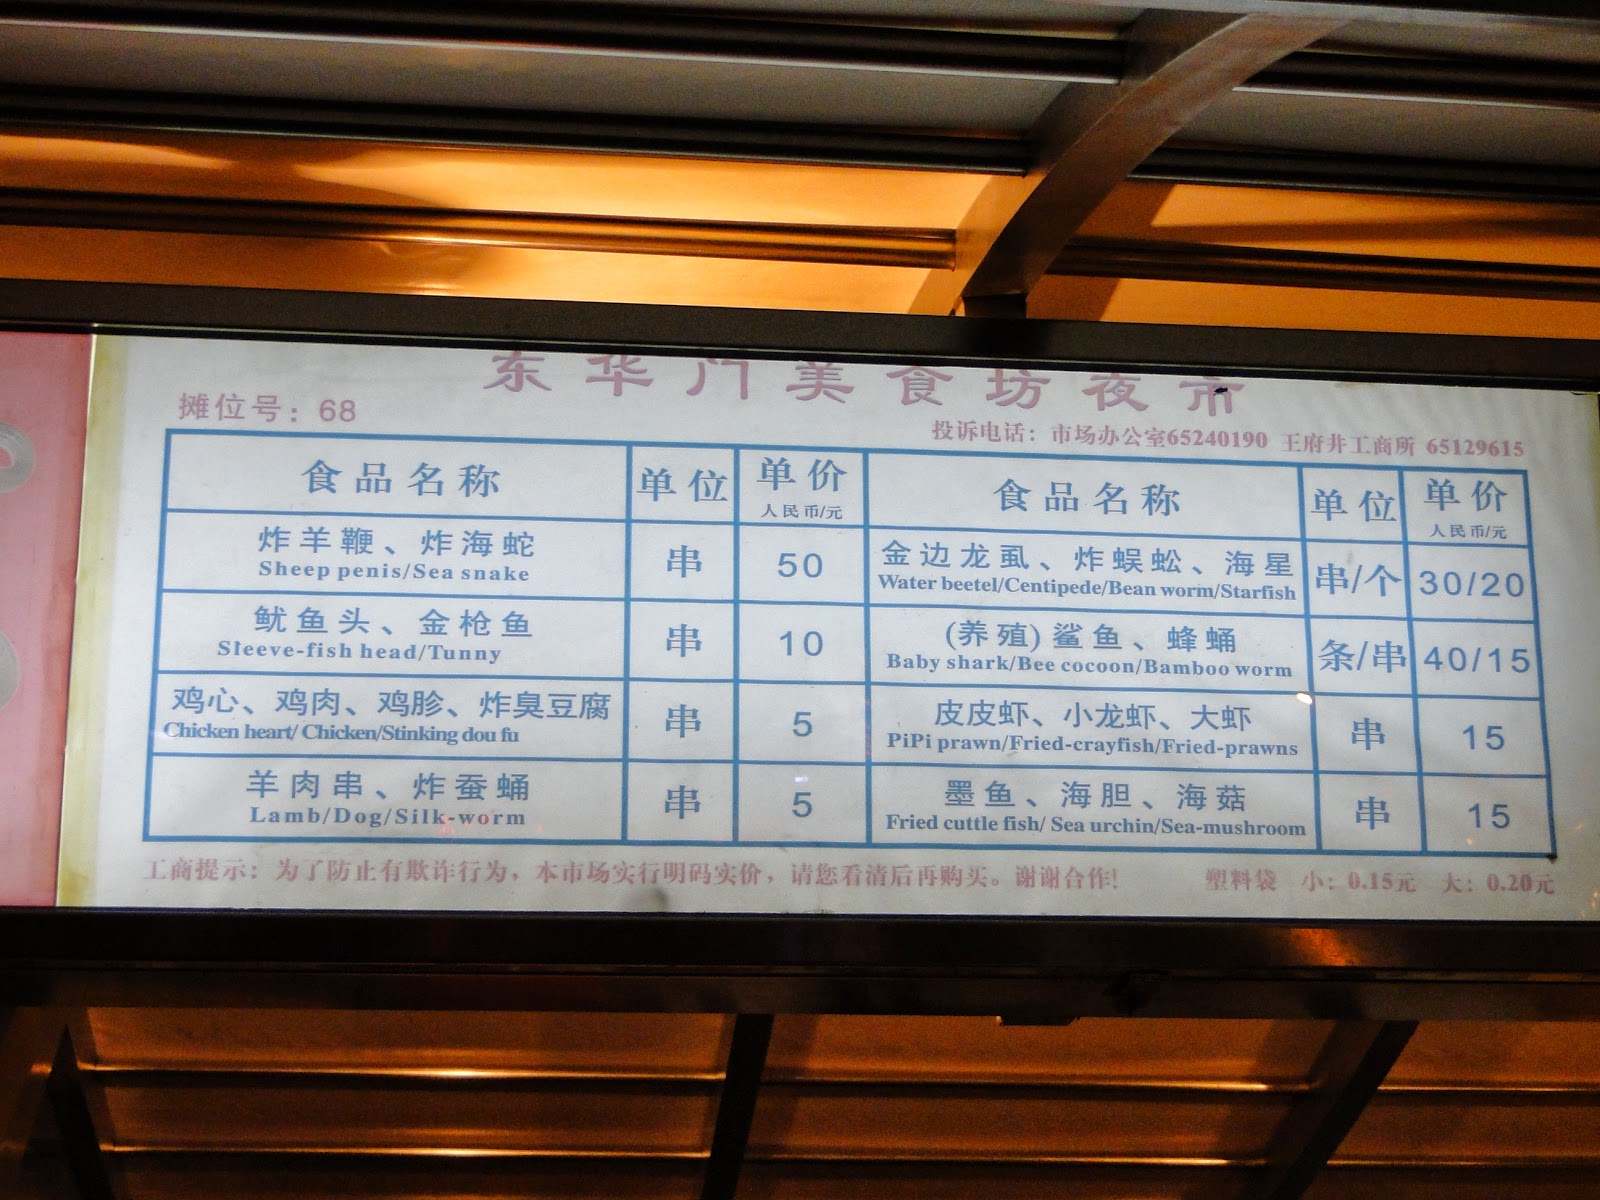 东华门美食坊夜市
摊位号：68
投诉电话：市场办公室65240190 王府井工商所 65129615
食品名称 单位 单价 食品名称 单位 单价
人民币/元 人民币/元
炸羊鞭、炸海蛇 串 50 金边龙虱、炸蜈蚣、海星 串/个 30/20
Sheep penis/Sea snake Water beetel/Centipede/Bean worm/Starfish
鱿鱼头、金枪鱼 串 10 (养殖)鲨鱼、蜂蛹 条/串 40/15
Sleeve-fish head/Tunny Baby shark/Bee cocoon/Bamboo worm
鸡心、鸡肉、鸡胗、炸臭豆腐 串 5 皮皮虾、小龙虾、大虾 串 15
Chicken heart/ Chicken/Stinking dou fu PiPi prawn/Fried-crayfish/Fried-prawns
羊肉串、炸蚕蛹 串 5 墨鱼、海胆、海菇 串 15
Lamb/Dog/Silk-worm Fried cuttle fish/ Sea urchin/Sea-mushroom
工商提示：为了防止有欺诈行为，本市场实行明码实价，请您看清后再购买。谢谢合作！ 塑料袋 小：0.15元 大：0.20元